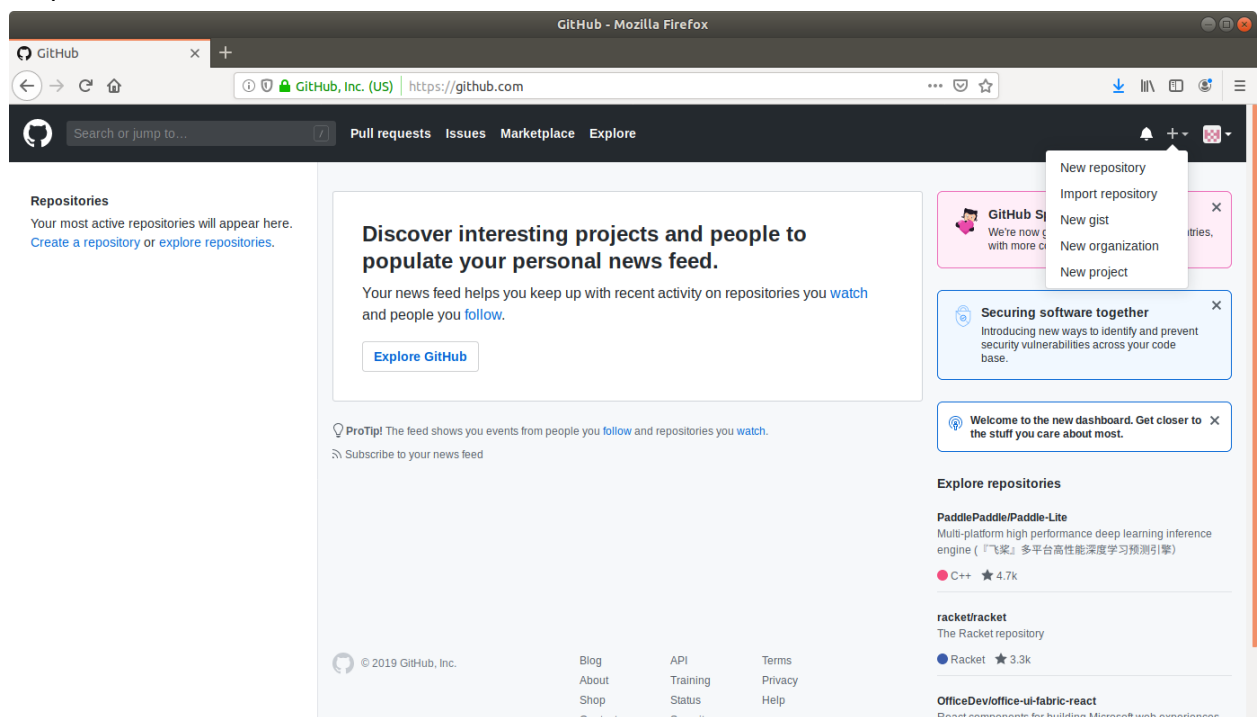 GitHub - Mozilla Firefox
GitHub
GitHub, Inc. (US) https://github.com
Search or jump to... /
Pull requests Issues Marketplace Explore
New repository
Import repository
New gist
New organization
New project
Repositories
Your most active repositories will appear here.
Create a repository or explore repositories.
Discover interesting projects and people to
populate your personal news feed.
Your news feed helps you keep up with recent activity on repositories you watch
and people you follow.
Explore GitHub
ProTip! The feed shows you events from people you follow and repositories you watch.
Subscribe to your news feed
GitHub
We're now
with more
Securing software together
Introducing new ways to identify and prevent
security vulnerabilities across your code
base.
Welcome to the new dashboard. Get closer to
the stuff you care about most.
Explore repositories
PaddlePaddle/Paddle-Lite
Multi-platform high performance deep learning inference
engine (『飞桨』多平台高性能深度学习预测引擎)
C++ 4.7k
racket/racket
The Racket repository
Racket 3.3k
OfficeDev/office-ui-fabric-react
React components for building Microsoft web experiences
© 2019 GitHub, Inc.
Blog API Terms
About Training Privacy
Shop Status Help